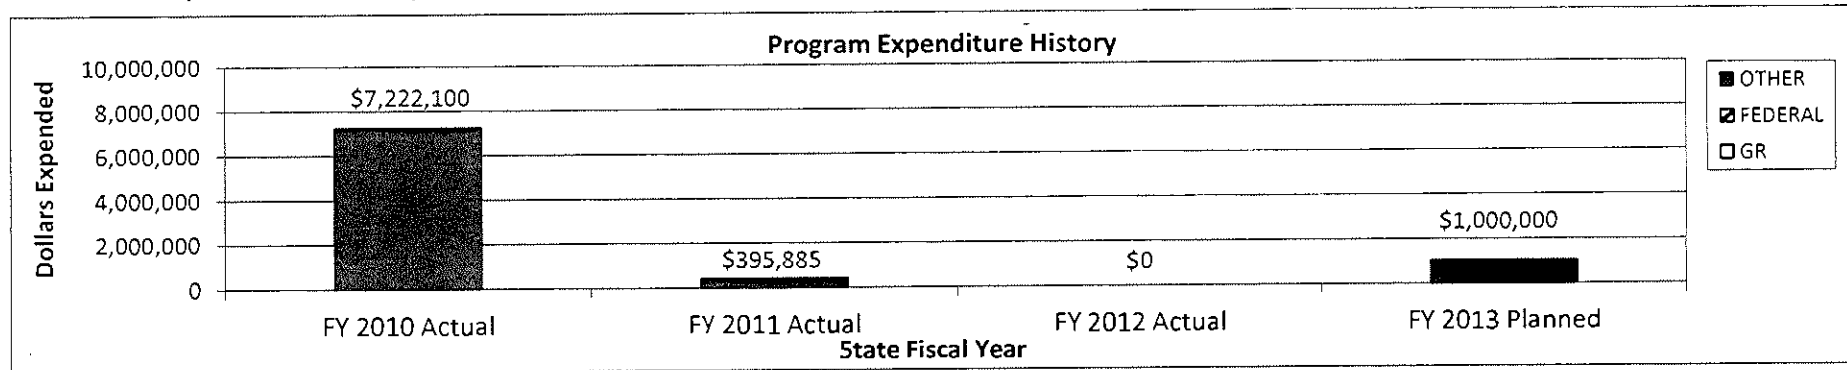 Program Expenditure History
Dollars Expended
10,000,000
8,000,000
6,000,000
4,000,000
2,000,000
0
$7,222,100
$395,885
$0
$1,000,000
FY 2010 Actual
FY 2011 Actual
FY 2012 Actual
FY 2013 Planned
5tate Fiscal Year
OTHER
FEDERAL
GR